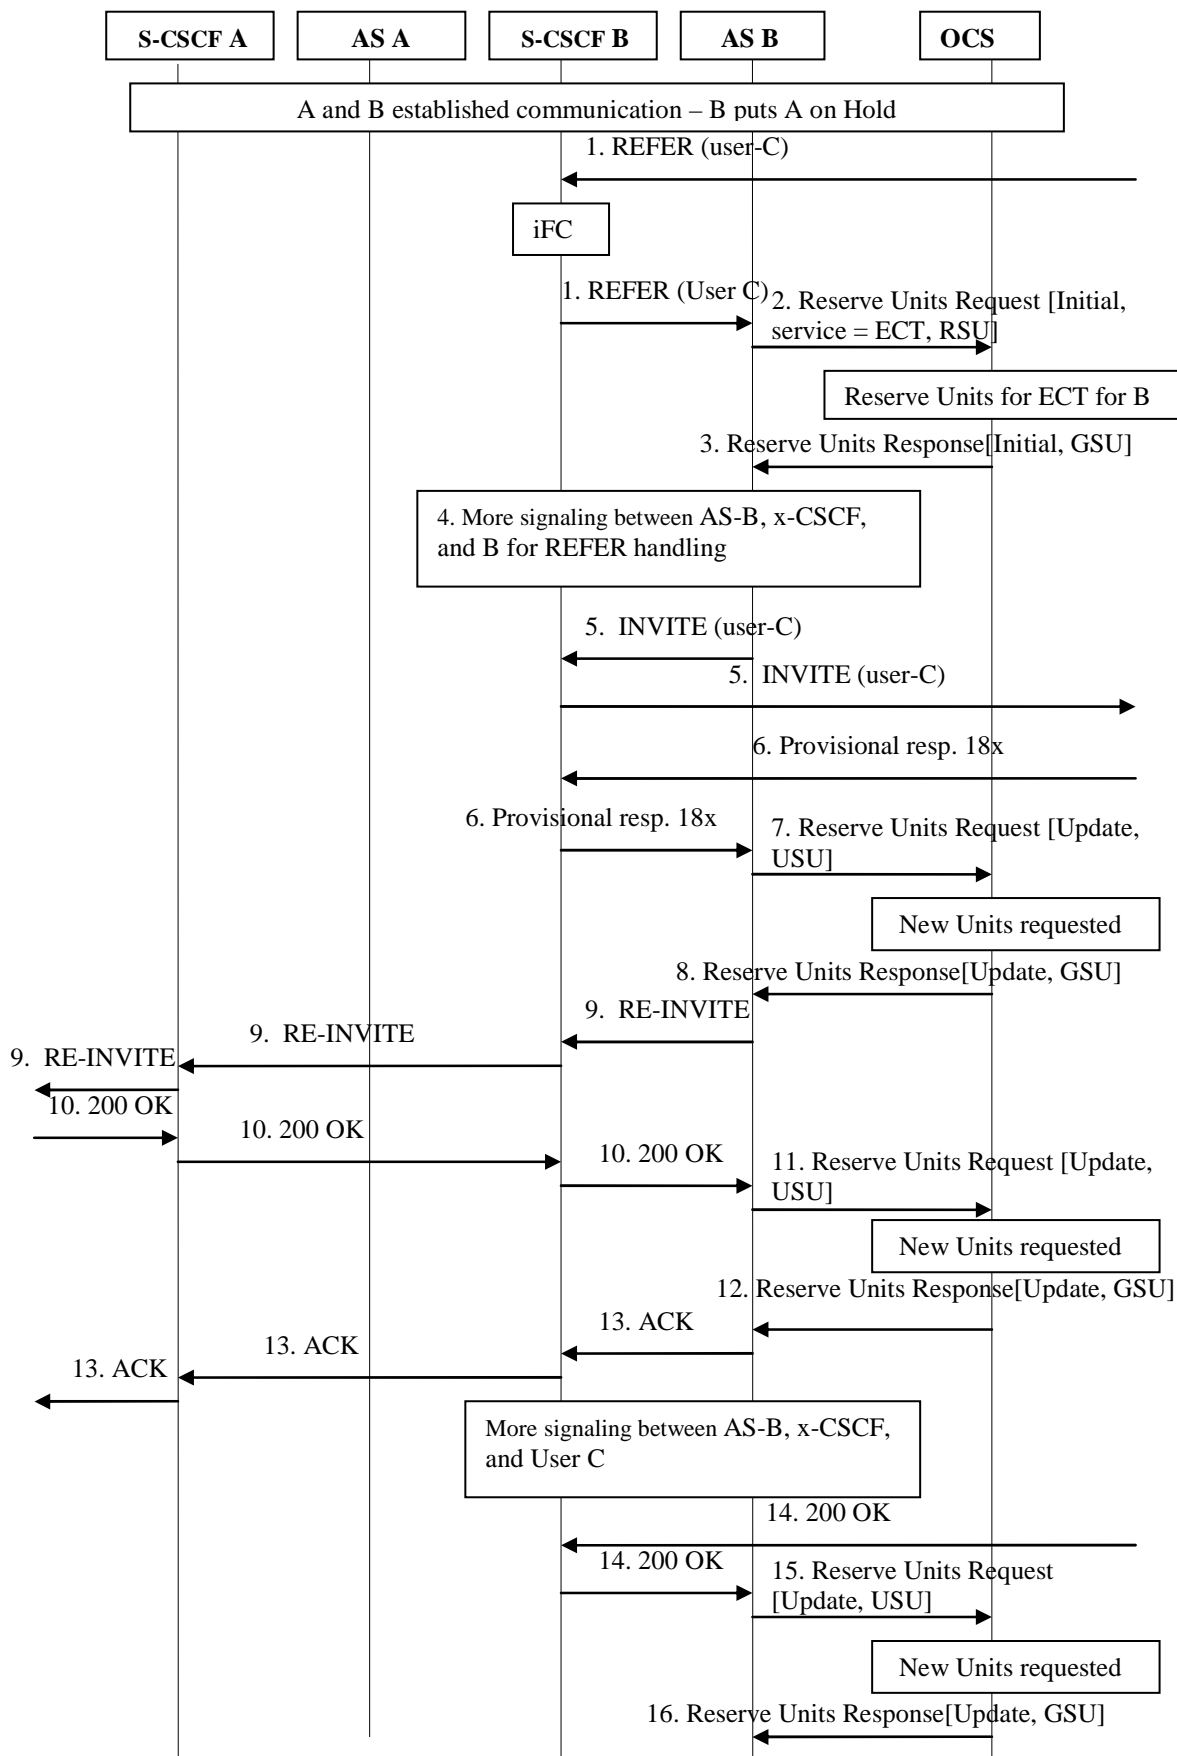 S-CSCF A
AS A
S-CSCF B
AS B
OCS
A and B established communication – B puts A on Hold
1. REFER (user-C)
iFC
1. REFER (User C)
2. Reserve Units Request [Initial,
service = ECT, RSU]
Reserve Units for ECT for B
3. Reserve Units Response[Initial, GSU]
4. More signaling between AS-B, x-CSCF,
and B for REFER handling
5. INVITE (user-C)
5. INVITE (user-C)
6. Provisional resp. 18x
6. Provisional resp. 18x
7. Reserve Units Request [Update,
USU]
New Units requested
8. Reserve Units Response[Update, GSU]
9. RE-INVITE
9. RE-INVITE
9. RE-INVITE
10. 200 OK
10. 200 OK
10. 200 OK
11. Reserve Units Request [Update,
USU]
New Units requested
12. Reserve Units Response[Update, GSU]
13. ACK
13. ACK
13. ACK
More signaling between AS-B, x-CSCF,
and User C
14. 200 OK
14. 200 OK
15. Reserve Units Request
[Update, USU]
New Units requested
16. Reserve Units Response[Update, GSU]